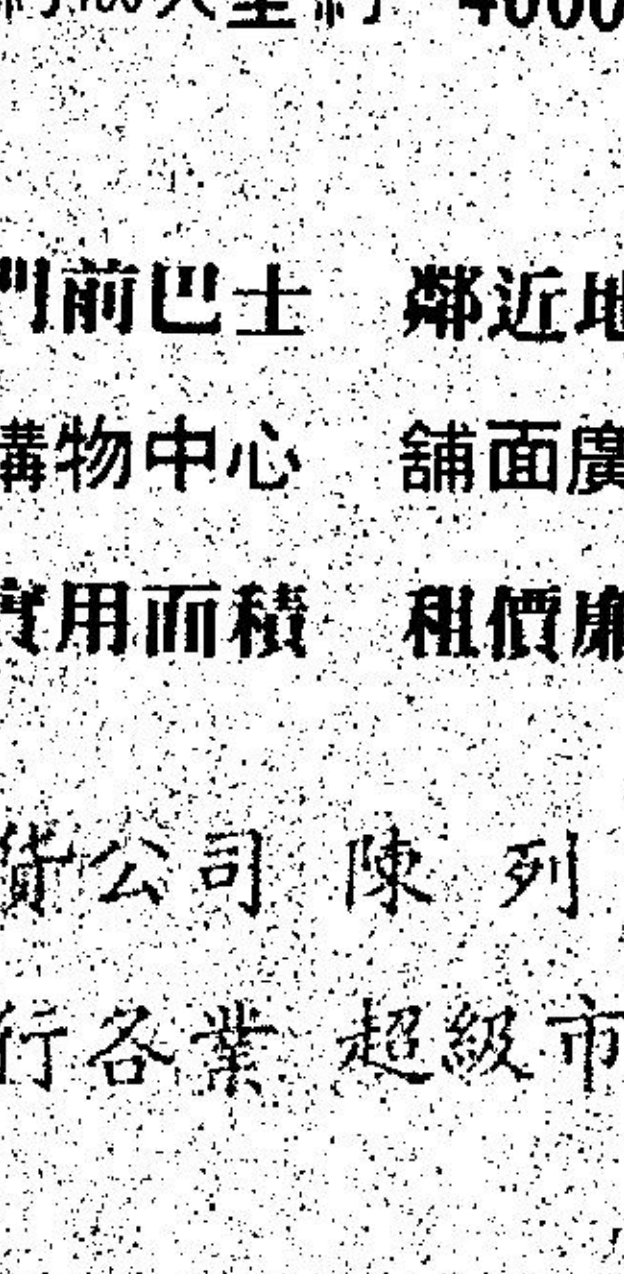 門前巴士 鄰近地
購物中心 舖面廣
實用面積 租價廉
貨公司 陳列
行各業 超級市